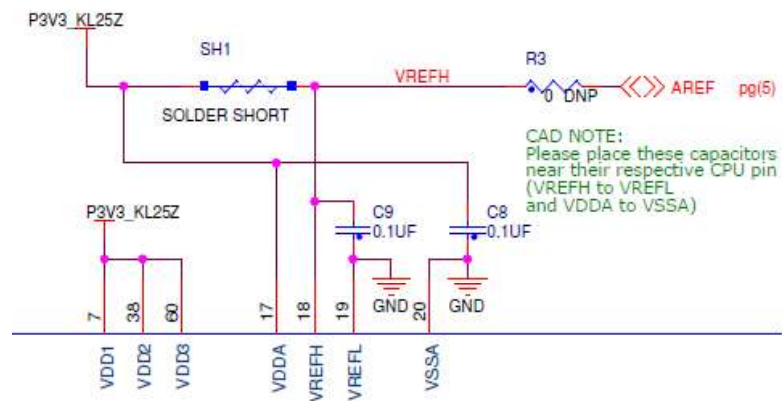 P3V3_KL25Z
SH1
SOLDER SHORT
VREFH
R3
0 DNP
AREF pg(5)
CAD NOTE:
Please place these capacitors
near their respective CPU pin
(VREFH to VREFL
and VDDA to VSSA)
P3V3_KL25Z
C9
0.1UF
C8
0.1UF
GND
GND
7
38
60
17
18
19
20
VDD1
VDD2
VDD3
VDDA
VREFH
VREFL
VSSA